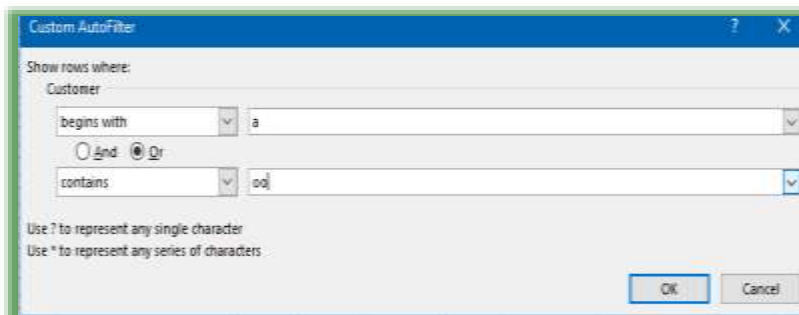 Custom AutoFilter ? X
Show rows where:
Customer
begins with a
And Or
contains oo
Use ? to represent any single character
Use * to represent any series of characters
OK Cancel